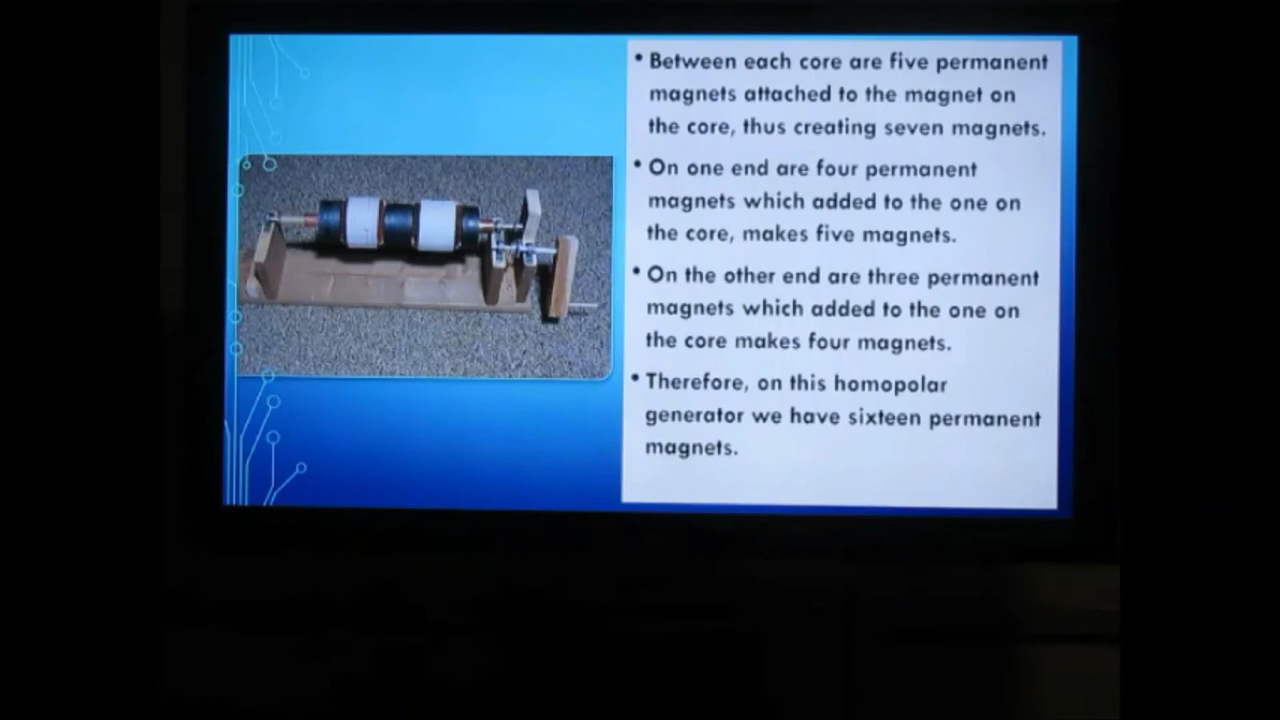 • Between each core are five permanent
magnets attached to the magnet on
the core, thus creating seven magnets.
• On one end are four permanent
magnets which added to the one on
the core, makes five magnets.
• On the other end are three permanent
magnets which added to the one on
the core makes four magnets.
• Therefore, on this homopolar
generator we have sixteen permanent
magnets.